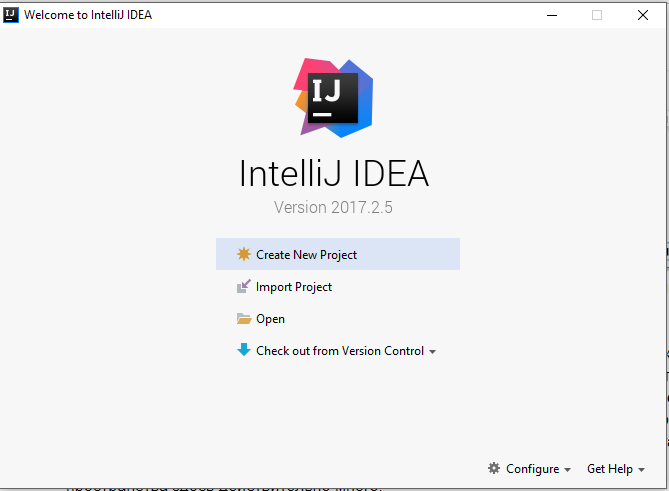 Welcome to IntelliJ IDEA
IJ
IntelliJ IDEA
Version 2017.2.5
Create New Project
Import Project
Open
Check out from Version Control
Configure
Get Help